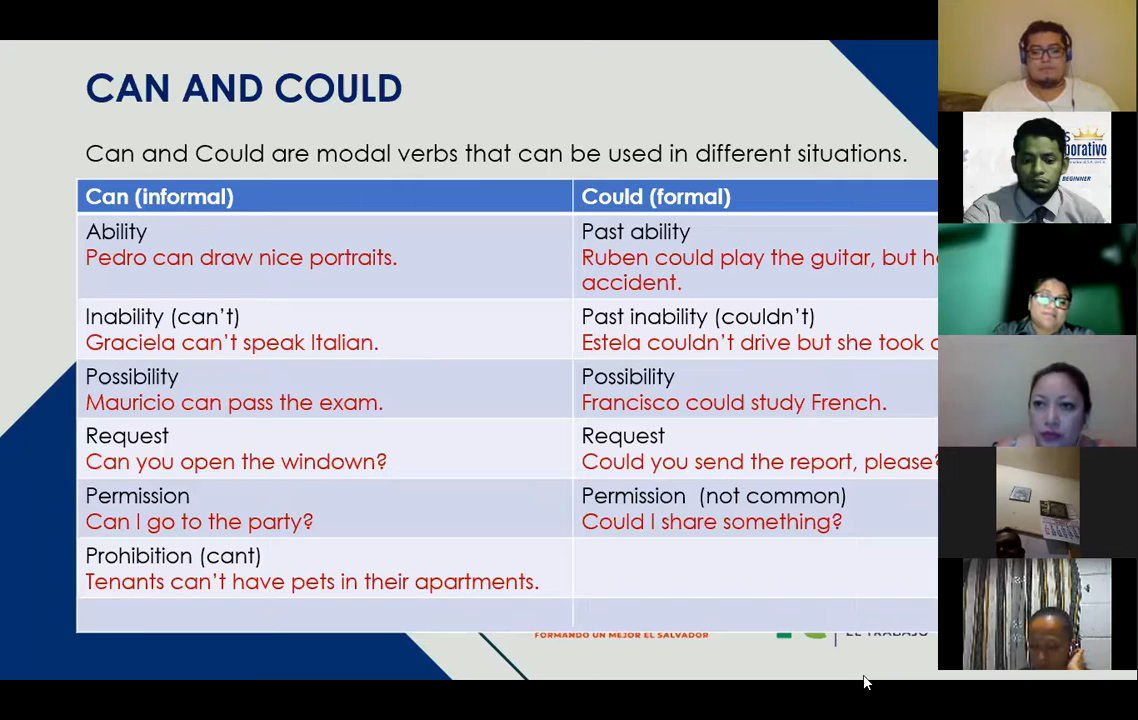 CAN AND COULD
Can and Could are modal verbs that can be used in different situations.
Can (informal)
Could (formal)
Ability
Pedro can draw nice portraits.
Past ability
Ruben could play the guitar, but
accident.
Inability (can't)
Graciela can't speak Italian.
Past inability (couldn't)
Estela couldn't drive but she took
Possibility
Mauricio can pass the exam.
Possibility
Francisco could study French.
Request
Can you open the windown?
Request
Could you send the report, please?
Permission
Can I go to the party?
Permission (not common)
Could I share something?
Prohibition (cant)
Tenants can't have pets in their apartments.
FORMANDO UN MEJOR EL SALVADOR
EL TRABAJO
BEGINNER